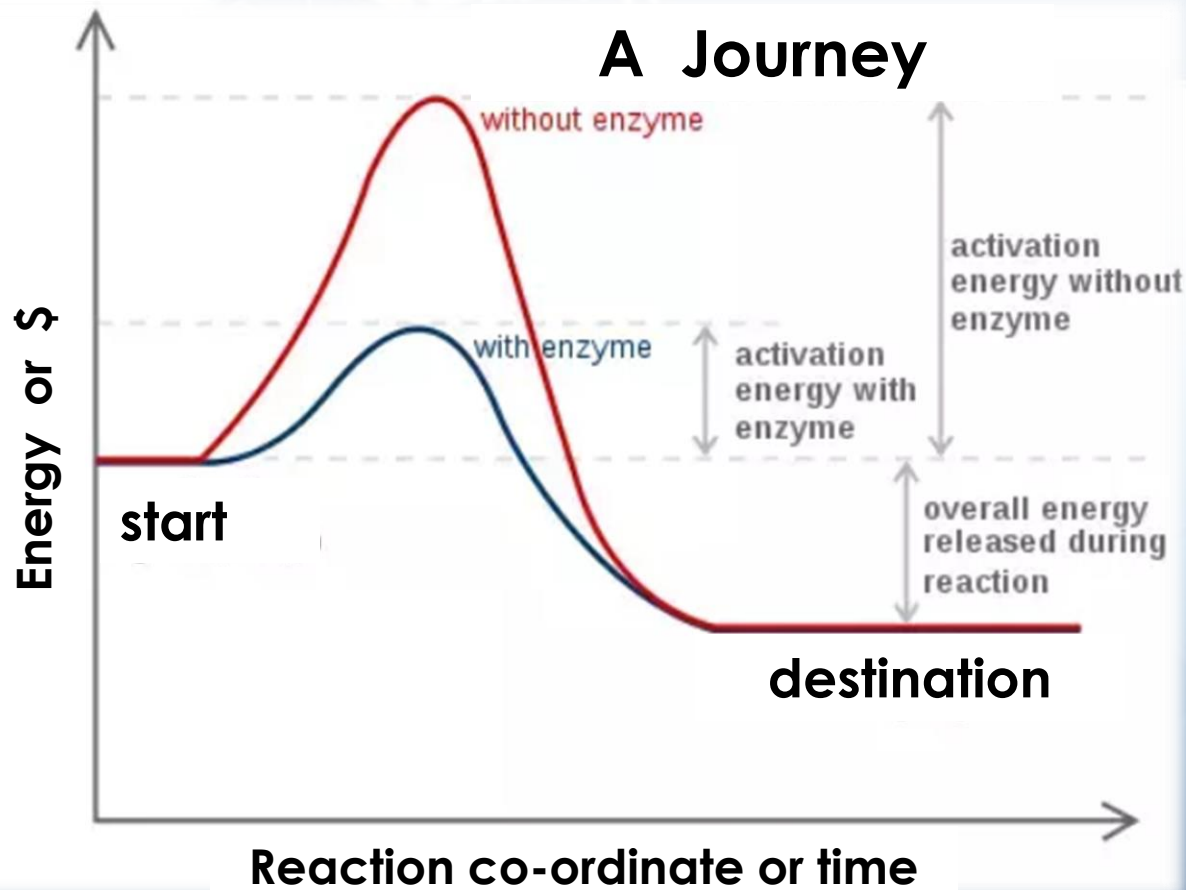 A Journey
without enzyme
activation
energy without
enzyme
with enzyme
activation
energy with
enzyme
Energy or $
start
overall energy
released during
reaction
destination
Reaction co-ordinate or time